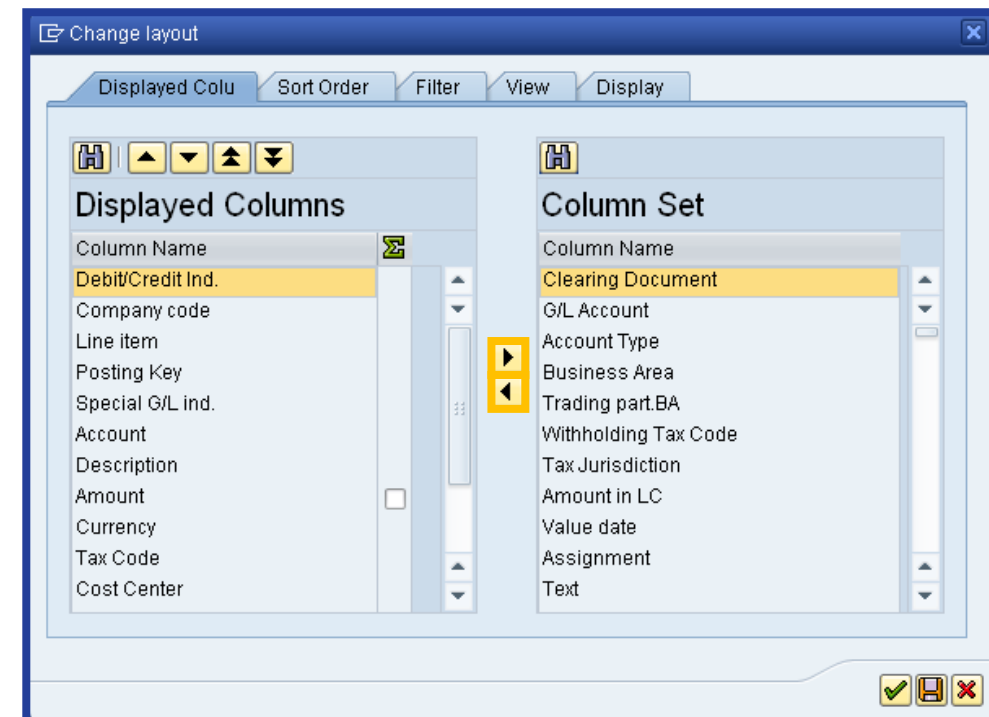 Change layout
Displayed Colu Sort Order Filter View Display
Displayed Columns
Column Name
Debit/Credit Ind.
Company code
Line item
Posting Key
Special G/L ind.
Account
Description
Amount
Currency
Tax Code
Cost Center
Column Set
Column Name
Clearing Document
G/L Account
Account Type
Business Area
Trading part.BA
Withholding Tax Code
Tax Jurisdiction
Amount in LC
Value date
Assignment
Text